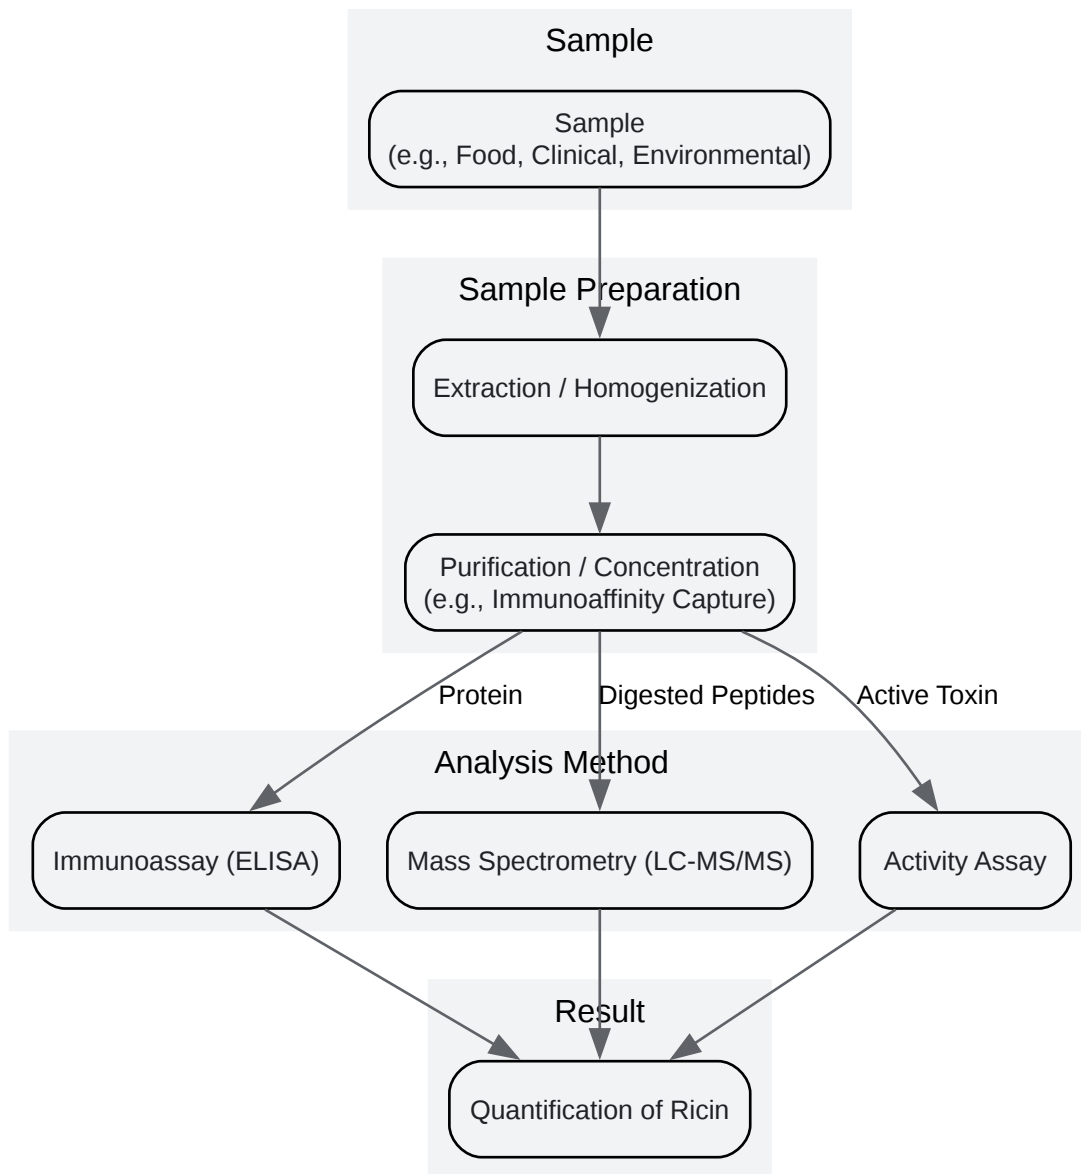 Sample
Sample
(e.g., Food, Clinical, Environmental)
Sample Preparation
Extraction / Homogenization
Purification / Concentration
(e.g., Immunoaffinity Capture)
Protein
Digested Peptides
Active Toxin
Analysis Method
Immunoassay (ELISA)
Mass Spectrometry (LC-MS/MS)
Activity Assay
Result
Quantification of Ricin